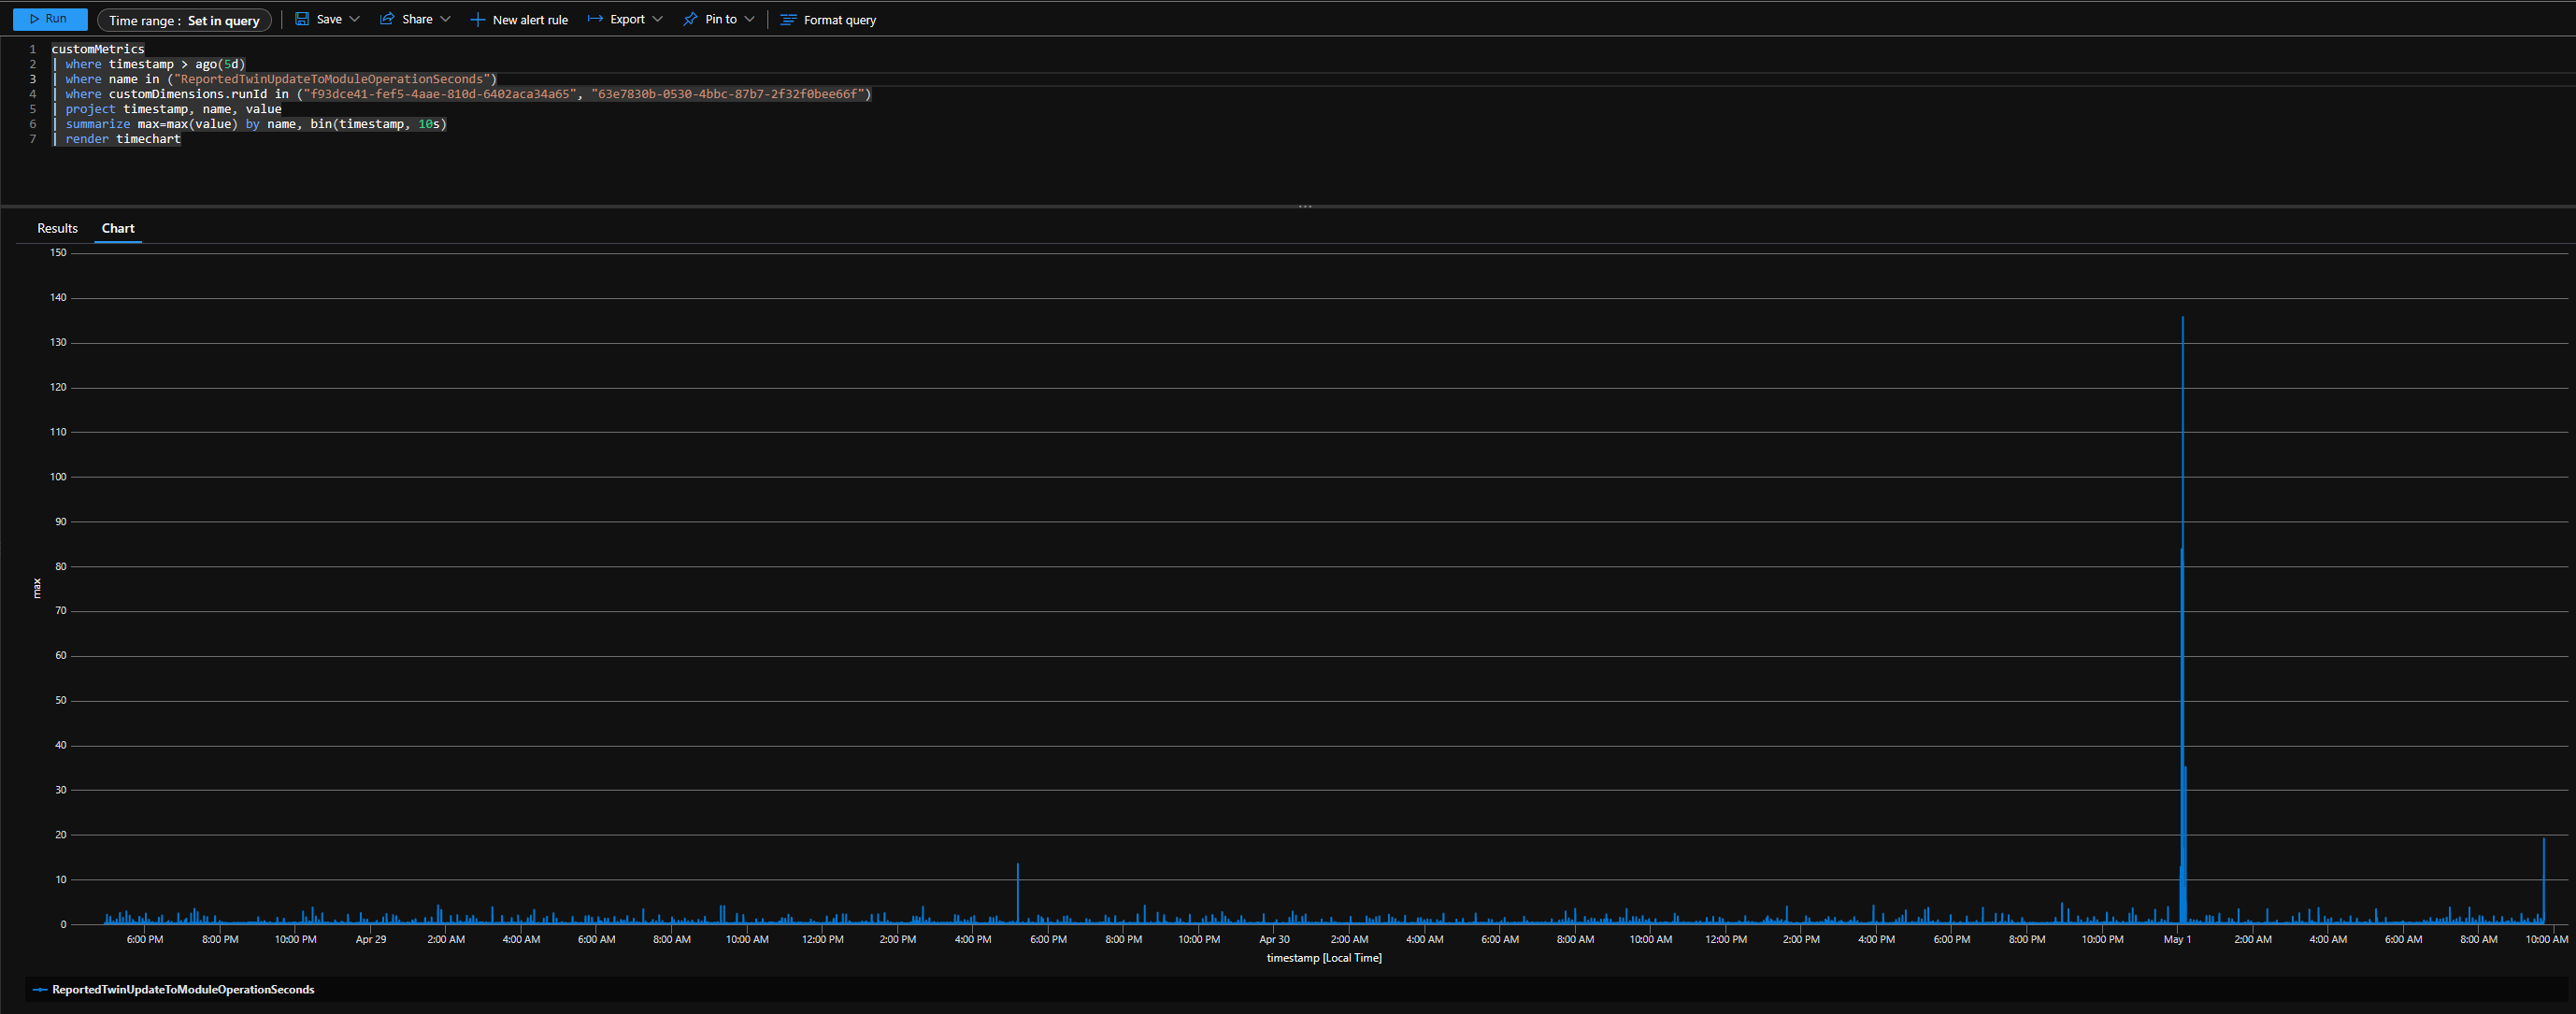 Run Time range : Set in query Save Share New alert rule Export Pin to Format query
1 customMetrics
2 | where timestamp > ago(5d)
3 | where name in ("ReportedTwinUpdateToModuleOperationSeconds")
4 | where customDimensions.runId in ("f93dce41-fef5-4aae-810d-6402aca34a65", "63e7830b-0530-4bbc-87b7-2f32f0bee66f")
5 | project timestamp, name, value
6 | summarize max=max(value) by name, bin(timestamp, 10s)
7 | render timechart
Results Chart
150
140
130
120
110
100
90
80
max
70
60
50
40
30
20
10
0
6:00 PM 8:00 PM 10:00 PM Apr 29 2:00 AM 4:00 AM 6:00 AM 8:00 AM 10:00 AM 12:00 PM 2:00 PM 4:00 PM 6:00 PM 8:00 PM 10:00 PM Apr 30 2:00 AM 4:00 AM 6:00 AM 8:00 AM 10:00 AM 12:00 PM 2:00 PM 4:00 PM 6:00 PM 8:00 PM 10:00 PM May 1 2:00 AM 4:00 AM 6:00 AM 8:00 AM 10:00 AM
timestamp [Local Time]
ReportedTwinUpdateToModuleOperationSeconds